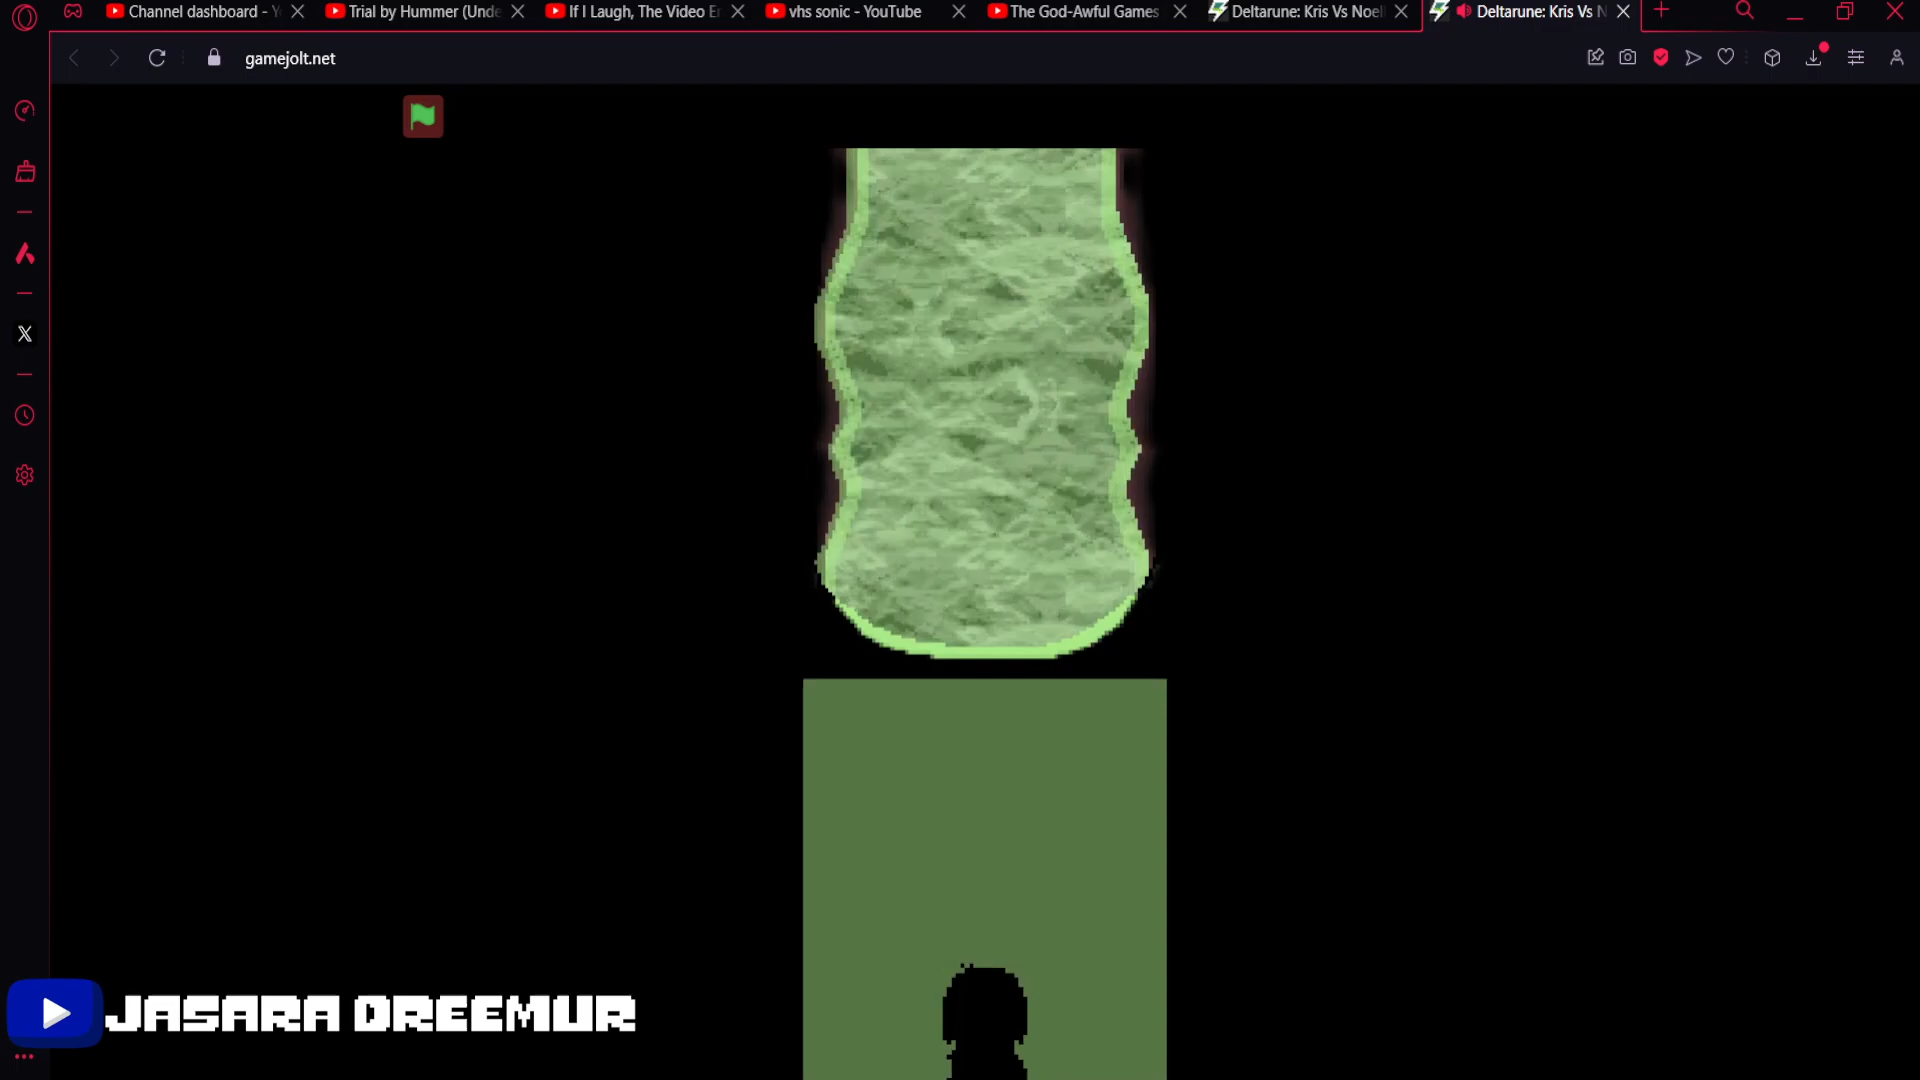 Channel dashboard - Y
Trial by Hummer (Unde
If I Laugh, The Video E
vhs sonic - YouTube
The God-Awful Games
Deltarune: Kris Vs Noel
Deltarune: Kris Vs N
gamejolt.net
JASARA DREEMUR